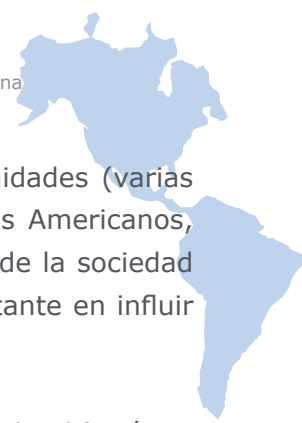 na
idades (varias
s Americanos,
de la sociedad
tante en influir